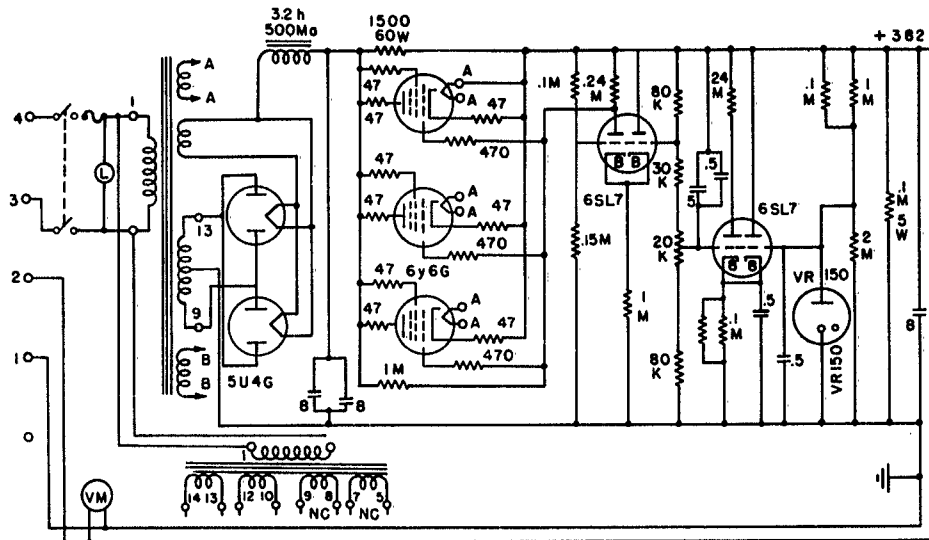 3.2 h
500Ma
1500
60W
+ 382
A
A
1
4
L
3
13
2
9
B
B
1
5U4G
47
47
A
A
47
470
47
47
A
A
47
470
6y6G
47
47
A
A
47
470
1M
8
8
.1M
.24
M
80
K
24
M
.1
M
.1
M
B B
6SL7
30
K
.5
.5
6SL7
.1
M
5
W
.15M
20
K
B B
.5
VR 150
2
M
.1
M
.1
M
.5
VR150
8
80
K
1
14 13
12 10
9 8
7 5
NC
NC
VM